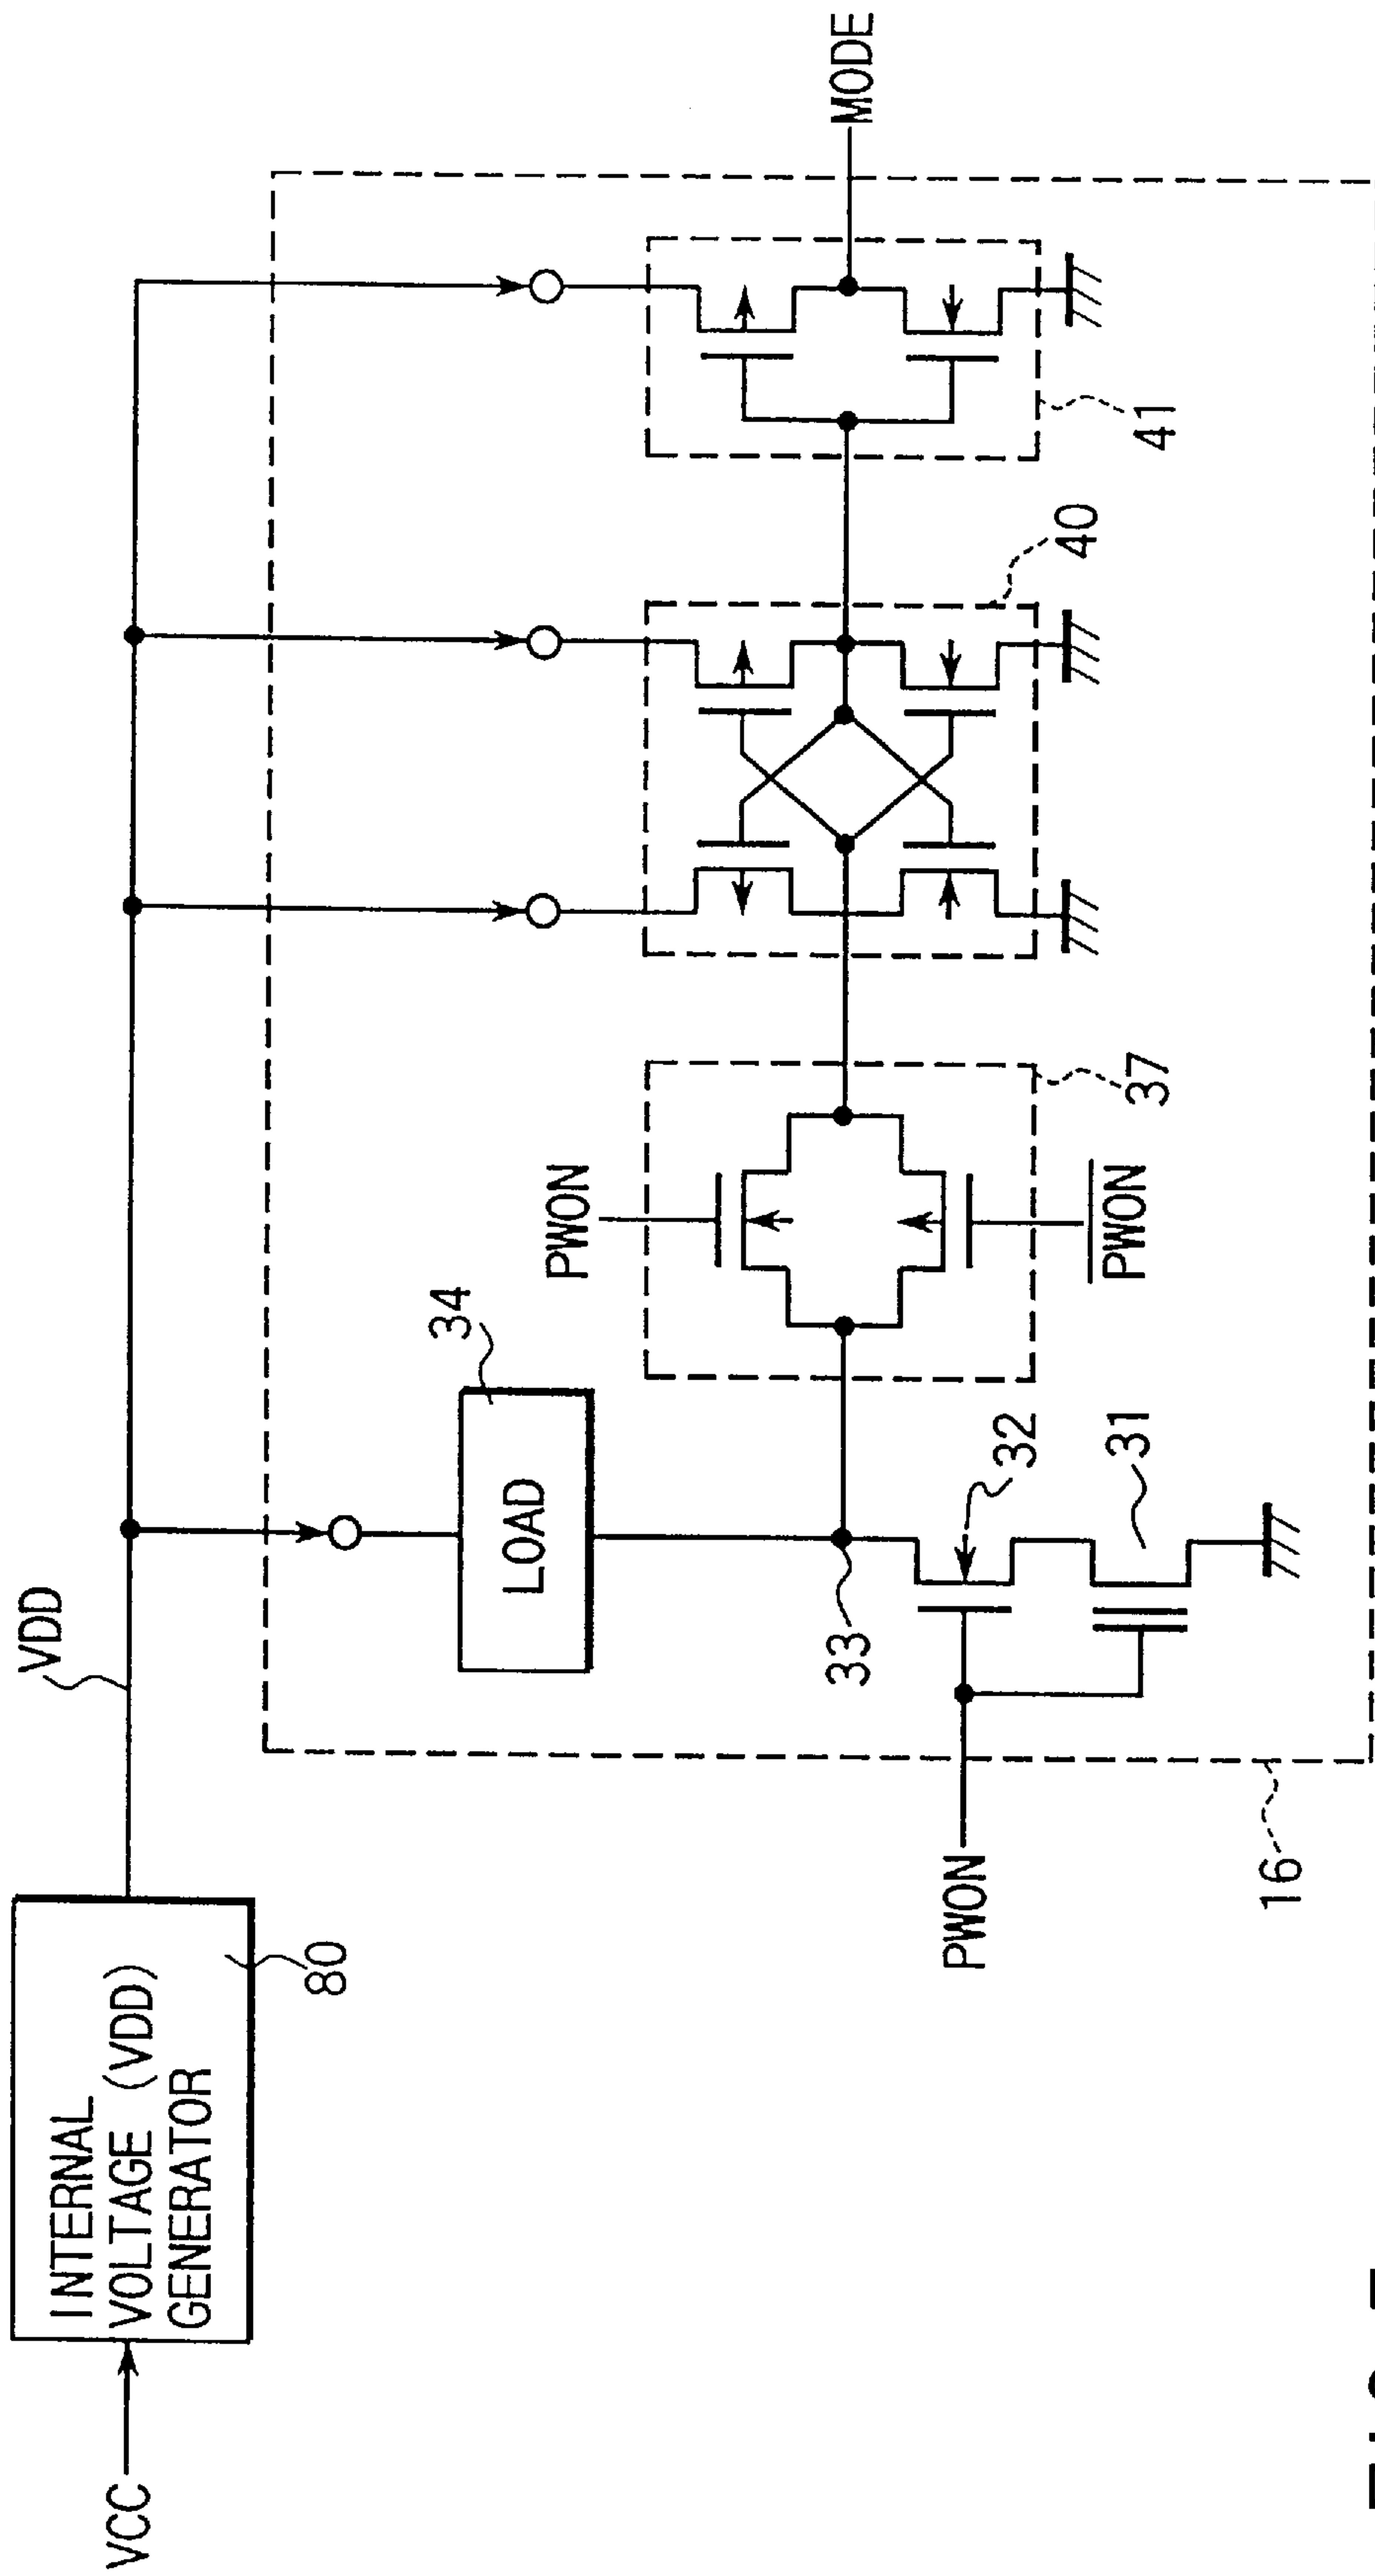 VCC
INTERNAL
VOLTAGE (VDD)
GENERATOR
80
VDD
16
PWON
34
LOAD
33
32
31
PWON
PWON
37
40
41
MODE